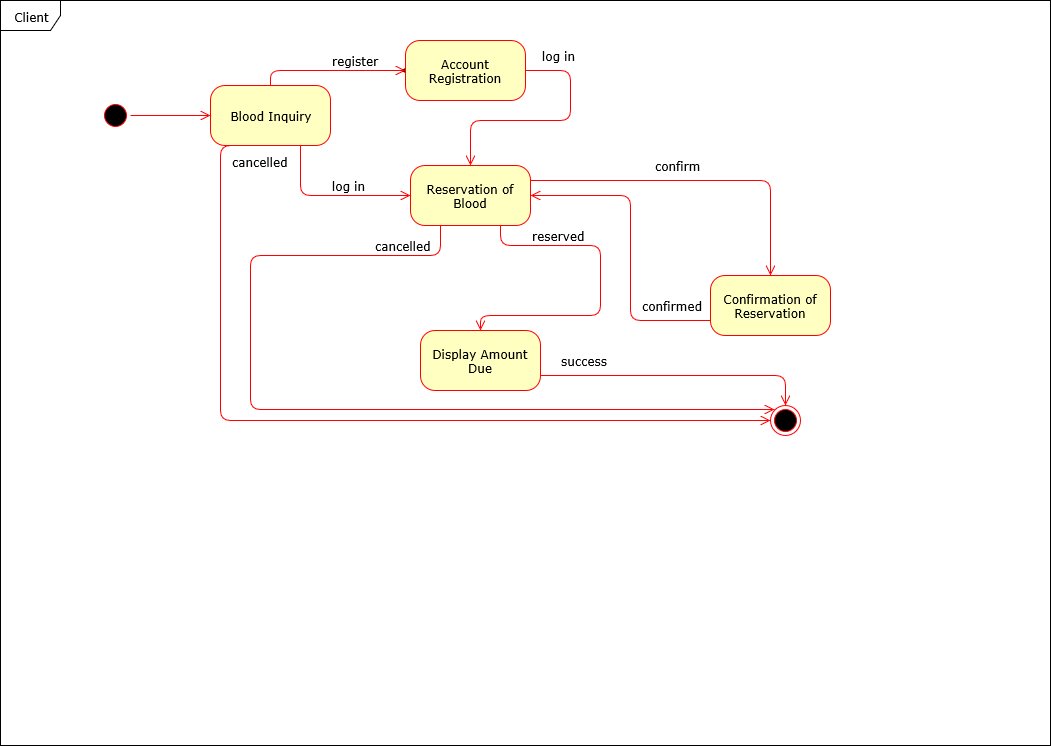 Client
register
Account
Registration
log in
Blood Inquiry
cancelled
log in
Reservation of
Blood
confirm
cancelled
reserved
confirmed
Confirmation of
Reservation
Display Amount
Due
success